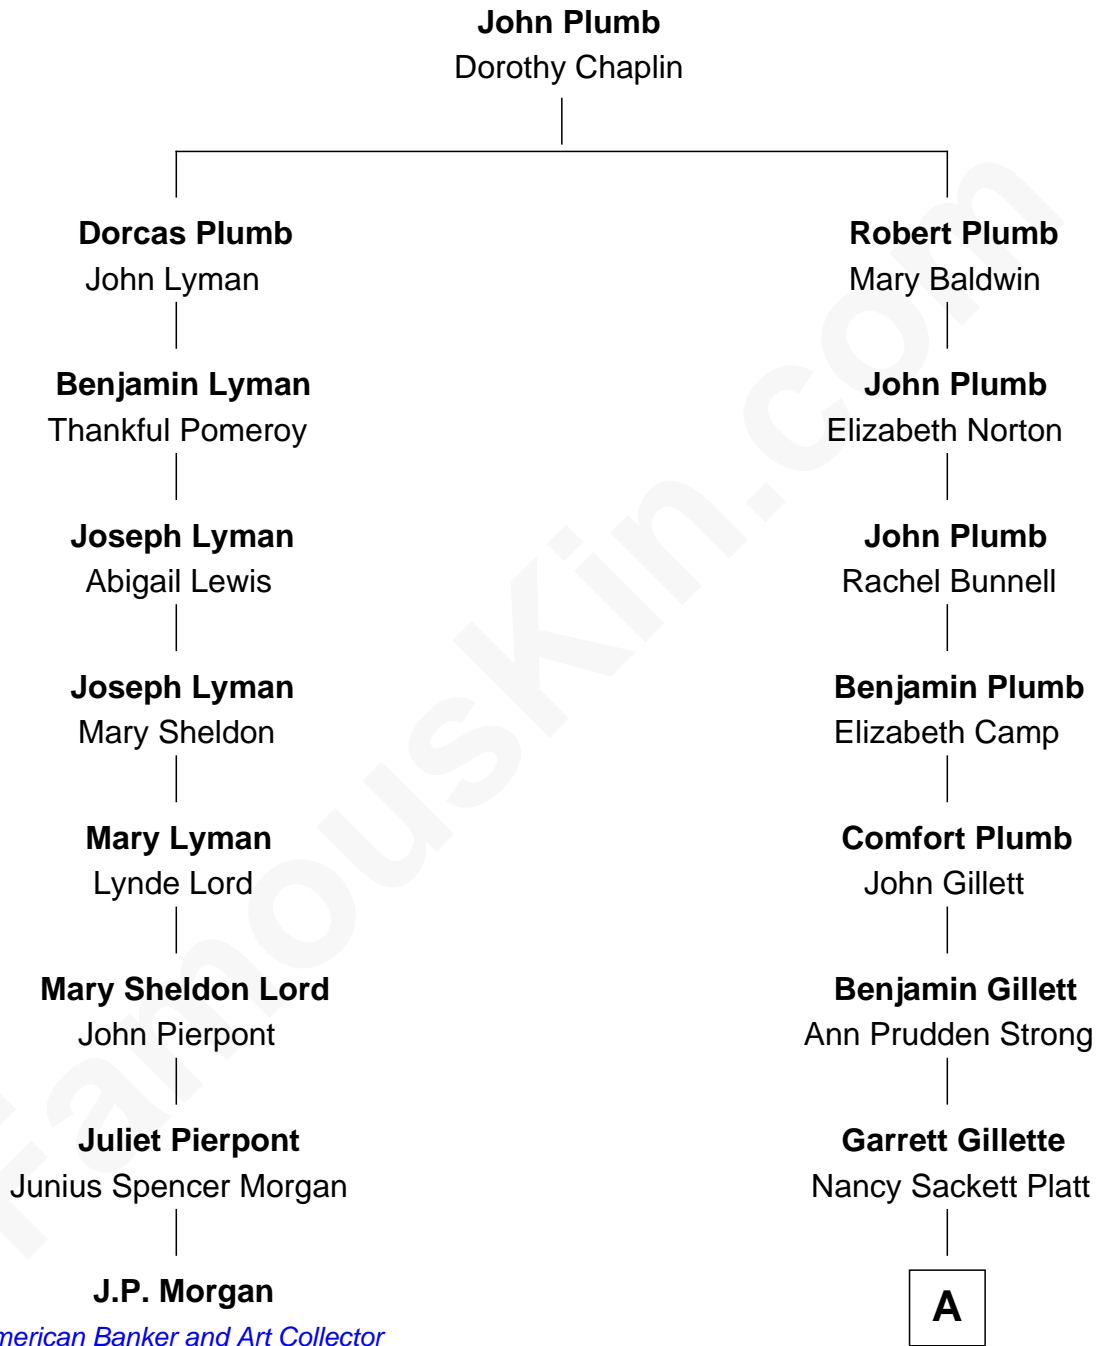 John Plumb
Dorothy Chaplin
Dorcas Plumb
John Lyman
Robert Plumb
Mary Baldwin
Benjamin Lyman
Thankful Pomeroy
John Plumb
Elizabeth Norton
Joseph Lyman
Abigail Lewis
John Plumb
Rachel Bunnell
Joseph Lyman
Mary Sheldon
Benjamin Plumb
Elizabeth Camp
Mary Lyman
Lynde Lord
Comfort Plumb
John Gillett
Mary Sheldon Lord
John Pierpont
Benjamin Gillett
Ann Prudden Strong
Juliet Pierpont
Junius Spencer Morgan
Garrett Gillette
Nancy Sackett Platt
J.P. Morgan
merican Banker and Art Collector
A
FamousKin.com